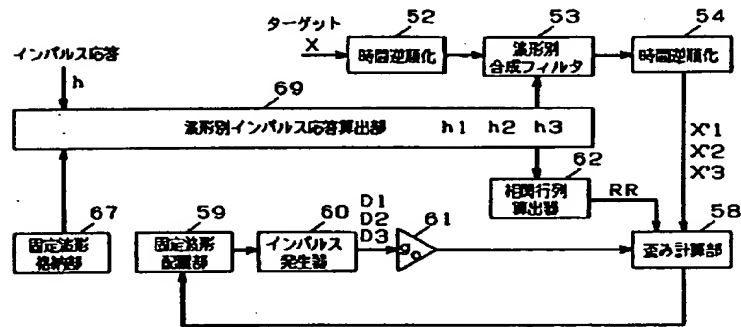 ターゲット
X
52
時間逆順化
53
波形別
合成フィルタ
54
時間逆順化
インパルス応答
h
69
波形別インパルス応答算出部 h1 h2 h3
X'1
X'2
X'3
62
相関行列
算出器
RR
67
固定波形
格納部
59
固定波形
配置部
60
インパルス
発生器
D1
D2
D3
61
g。
58
歪み計算部